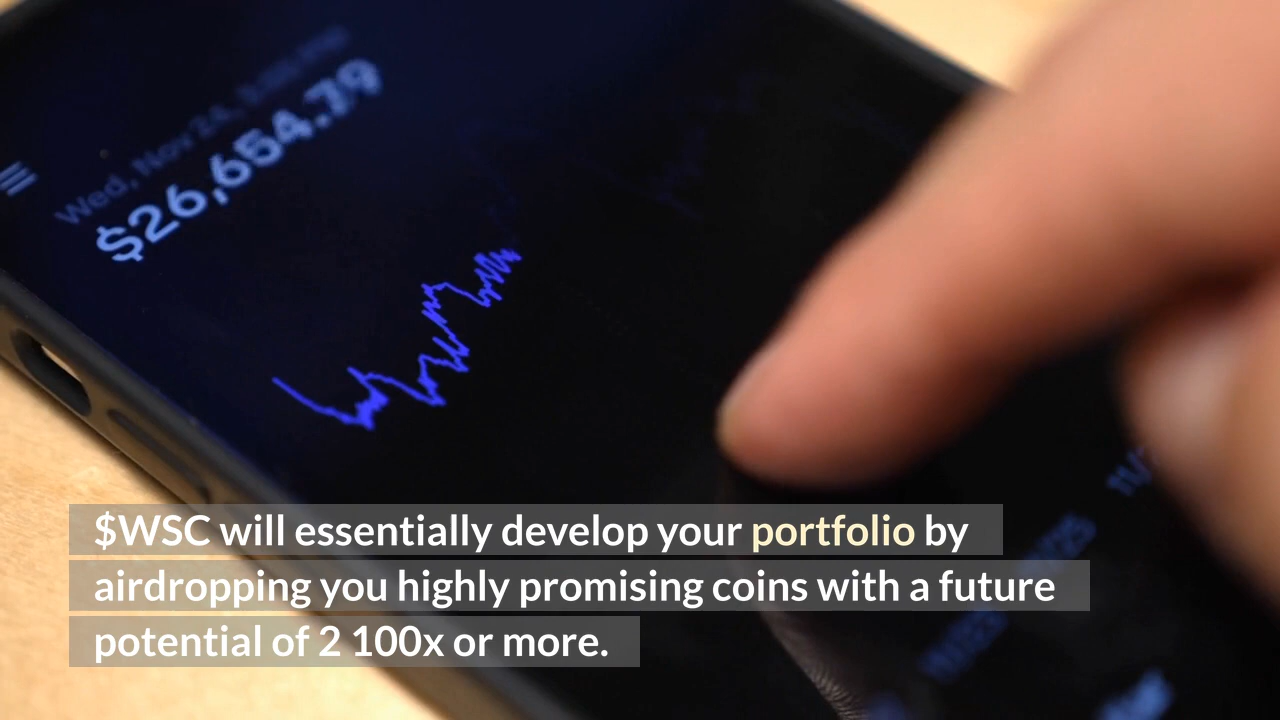 Wed, Nov 24,
$26,654.79
$WSC will essentially develop your portfolio by
airdropping you highly promising coins with a future
potential of 2 100x or more.